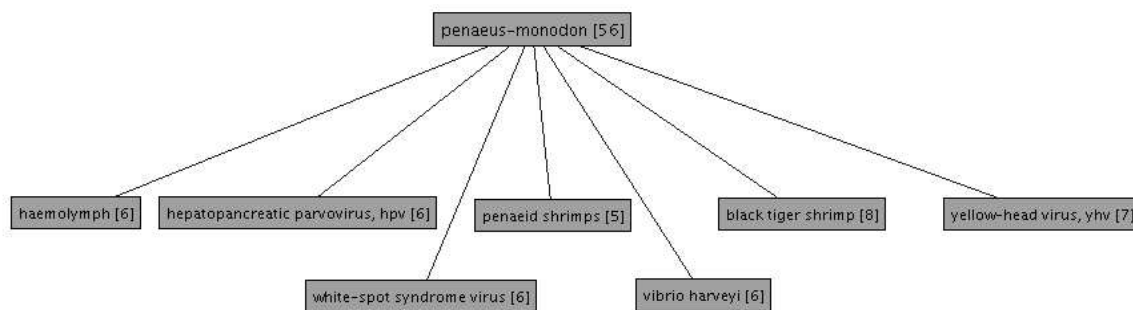 penaeus-monodon [56]
haemolymph [6]
hepatopancreatic parvovirus, hpv [6]
penaeid shrimps [5]
black tiger shrimp [8]
yellow-head virus, yhv [7]
white-spot syndrome virus [6]
vibrio harveyi [6]